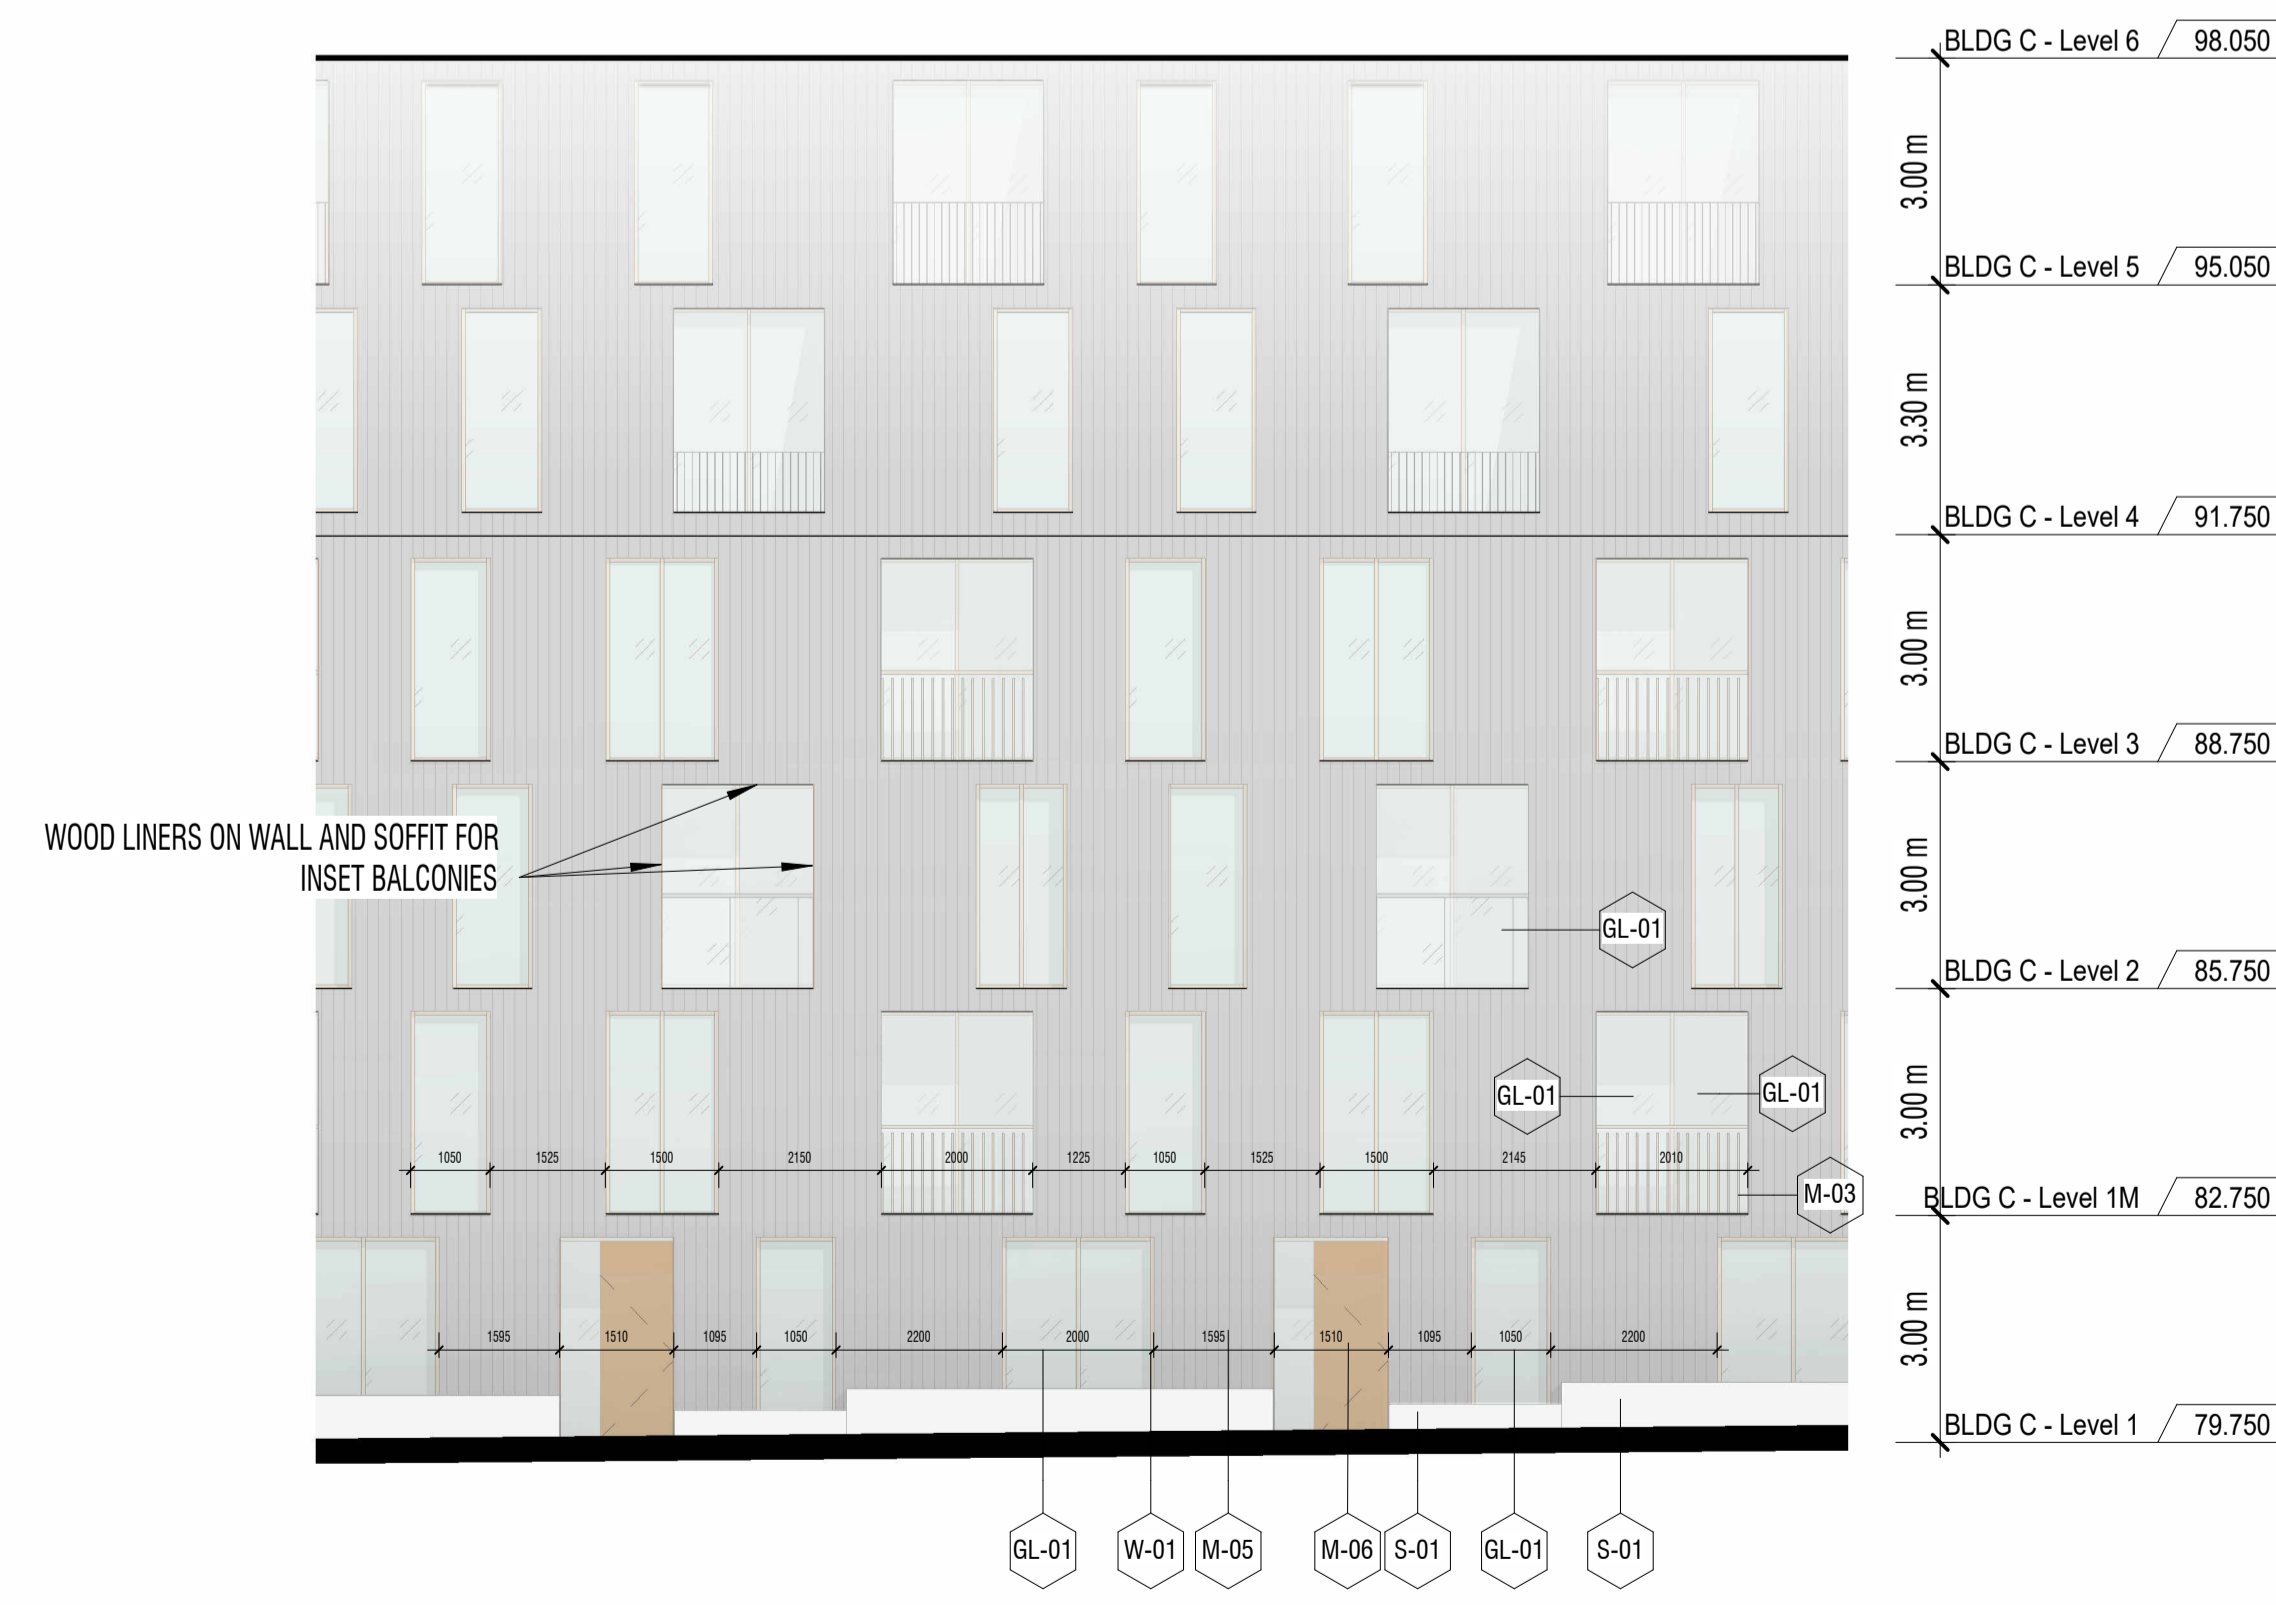 BLDG C - Level 6 98.050
3.00 m
BLDG C - Level 5 95.050
3.30 m
BLDG C - Level 4 91.750
3.00 m
BLDG C - Level 3 88.750
WOOD LINERS ON WALL AND SOFFIT FOR
INSET BALCONIES
3.00 m
GL-01
BLDG C - Level 2 85.750
GL-01
GL-01
3.00 m
1050 1525 1500 2150 2000 1225 1050 1525 1500 2145 2010
M-03
BLDG C - Level 1M 82.750
3.00 m
1595 1510 1095 1050 2200 2000 1595 1510 1095 1050 2200
BLDG C - Level 1 79.750
GL-01 W-01 M-05 M-06 S-01 GL-01 S-01